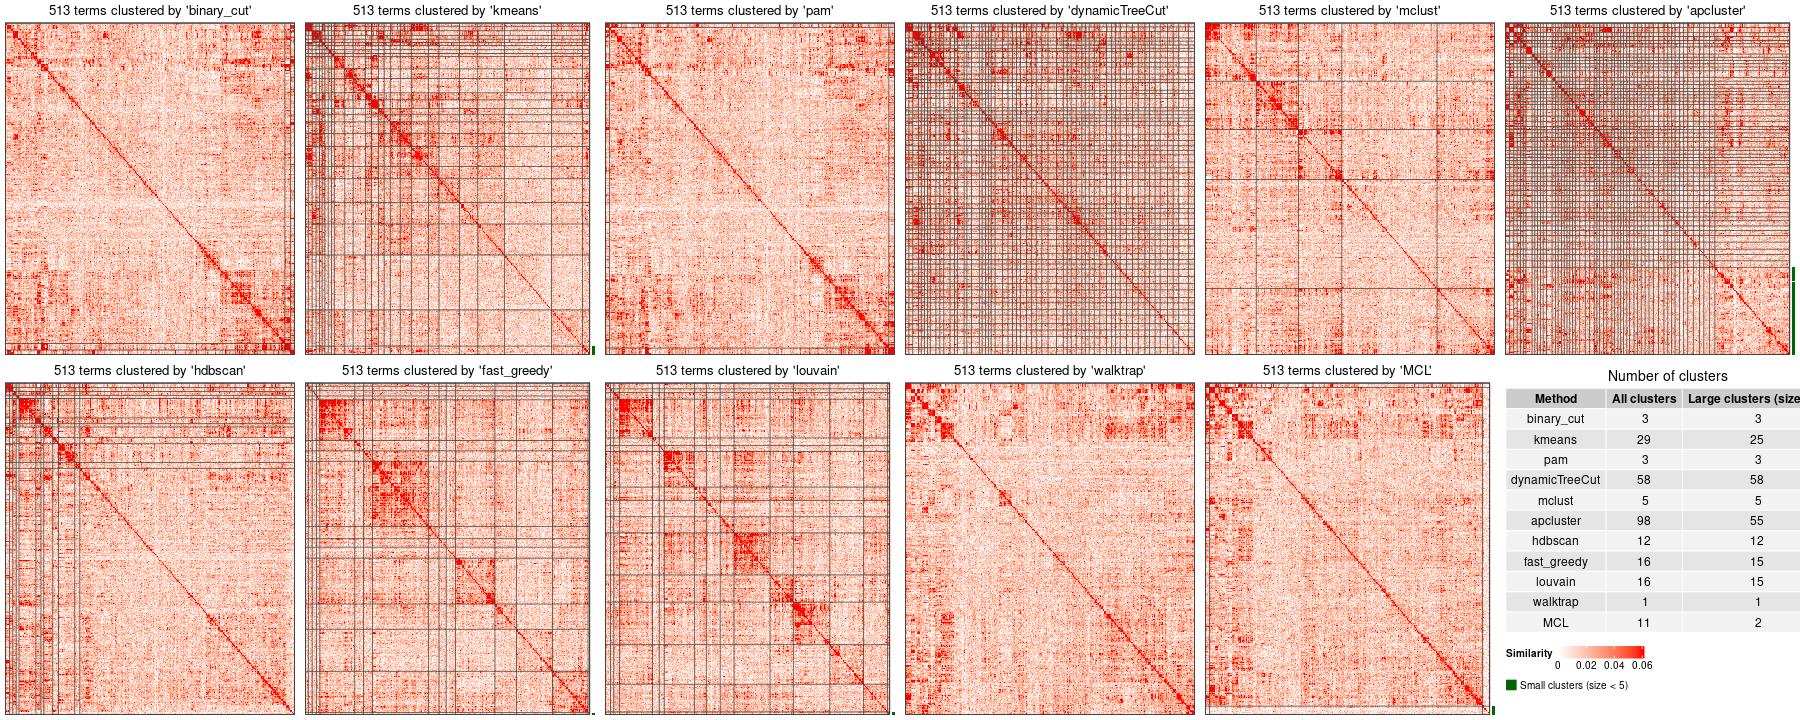 513 terms clustered by 'binary_cut'
513 terms clustered by 'kmeans'
513 terms clustered by 'pam'
513 terms clustered by 'dynamicTreeCut'
513 terms clustered by 'mclust'
513 terms clustered by 'apcluster'
513 terms clustered by 'hdbscan'
513 terms clustered by 'fast_greedy'
513 terms clustered by 'louvain'
513 terms clustered by 'walktrap'
513 terms clustered by 'MCL'
Number of clusters
Method All clusters Large clusters (size
binary_cut 3 3
kmeans 29 25
pam 3 3
dynamicTreeCut 58 58
mclust 5 5
apcluster 98 55
hdbscan 12 12
fast_greedy 16 15
louvain 16 15
walktrap 1 1
MCL 11 2
Similarity
0 0.02 0.04 0.06
Small clusters (size < 5)